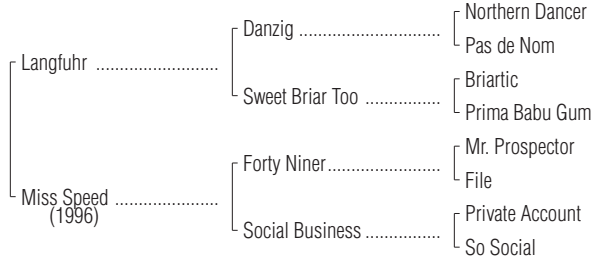 Northern Dancer
Danzig ..............................
Pas de Nom
Langfuhr ..........................
Briartic
Sweet Briar Too ................
Prima Babu Gum
Mr. Prospector
Forty Niner........................
File
Miss Speed ......................
(1996)
Private Account
Social Business ................
So Social